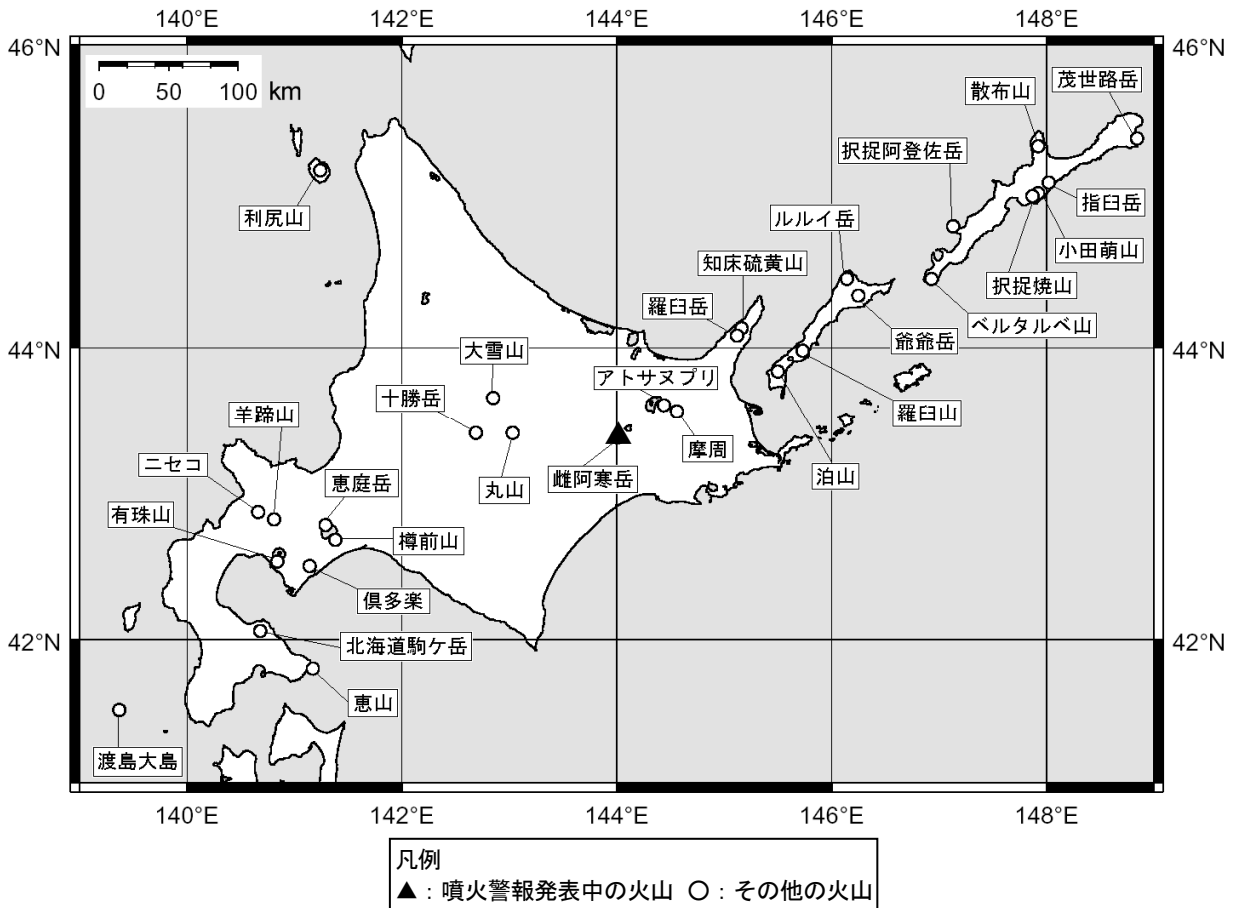 140°E 142°E 144°E 146°E 148°E
46°N 46°N
0 50 100 km
茂世路岳
散布山
択捉阿登佐岳
利尻山
指臼岳
ルルイ岳
小田萌山
知床硫黄山
択捉焼山
羅臼岳
ベルタルベ山
爺爺岳
44°N 44°N
大雪山
アトサヌプリ
十勝岳
羅臼山
羊蹄山
摩周
雌阿寒岳
泊山
丸山
ニセコ
恵庭岳
有珠山
樽前山
倶多楽
42°N 42°N
北海道駒ケ岳
恵山
渡島大島
140°E 142°E 144°E 146°E 148°E
凡例
▲：噴火警報発表中の火山 ○：その他の火山